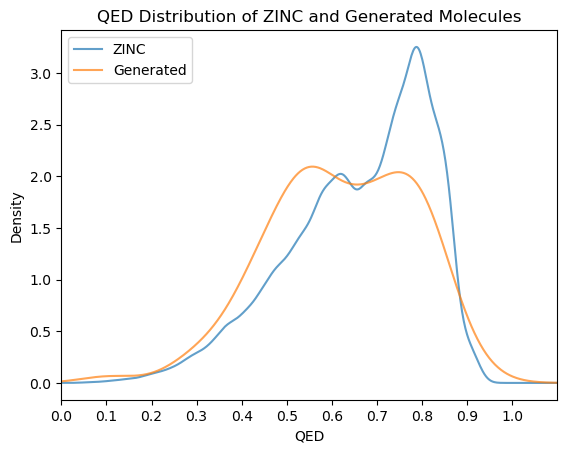 QED Distribution of ZINC and Generated Molecules
ZINC
Generated
Density
3.0
2.5
2.0
1.5
1.0
0.5
0.0
0.0 0.1 0.2 0.3 0.4 0.5 0.6 0.7 0.8 0.9 1.0
QED